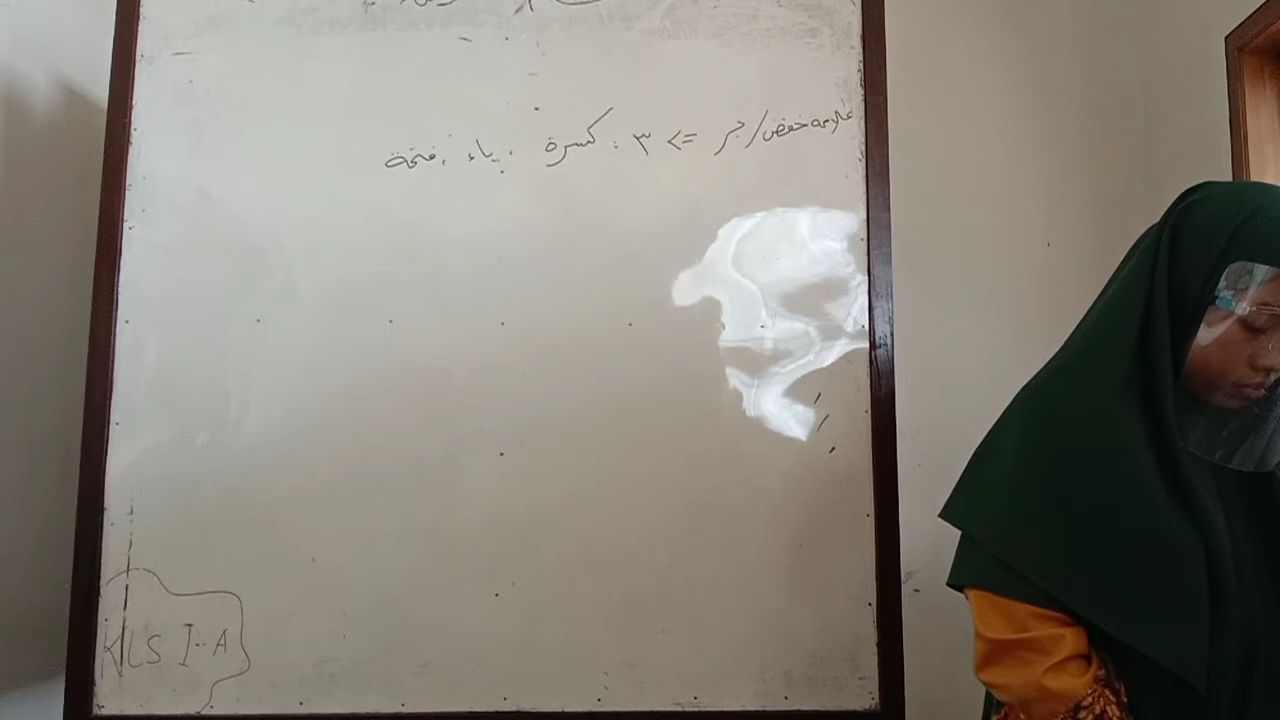 علامة خفض/جر => ٣ : كسرة ، ياء ، فتحة
KLS I-A